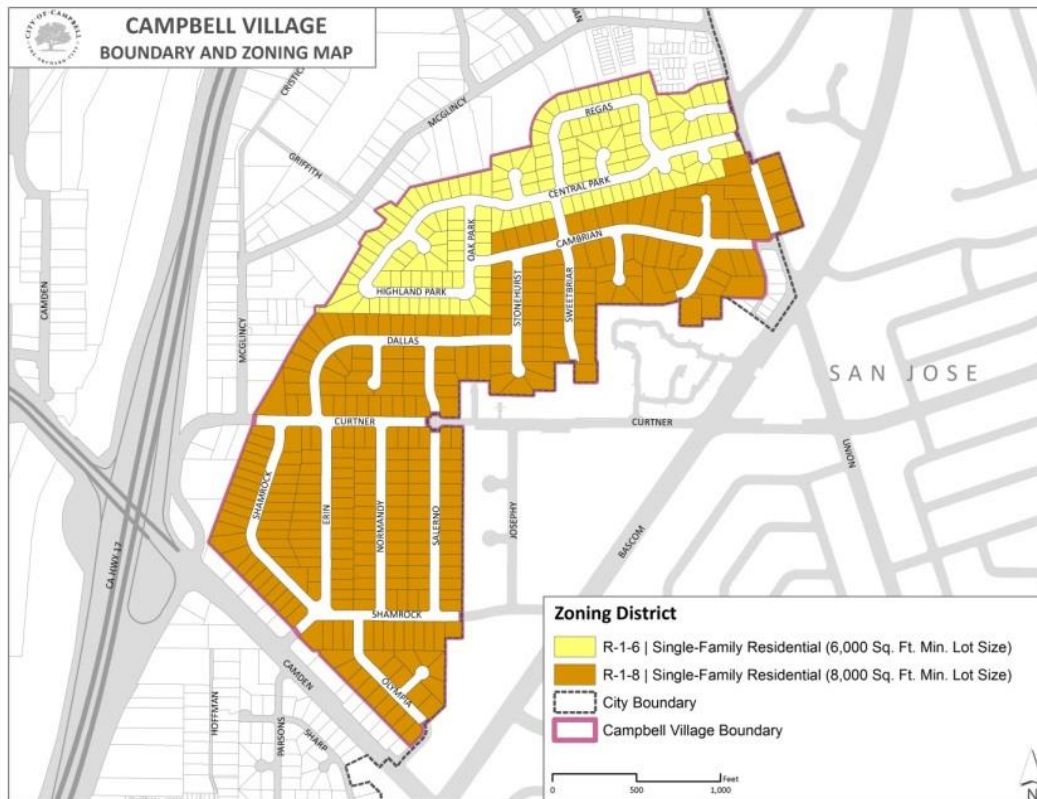 CITY OF CAMPBELL
THE ORCHARD CITY
CAMPBELL VILLAGE
BOUNDARY AND ZONING MAP
MCGLINCY
GRIFFITH
REGAS
CENTRAL PARK
OAK PARK
CAMBRIAN
HIGHLAND PARK
STONEHURST
SWEETBRIAR
CAMDEN
MCGLINCY
DALLAS
SAN JOSE
CURTNER
CURTNER
UNION
SHAMROCK
ERIN
NORMANDY
SALERNO
JOSEPHY
BASCOM
CA HWY 17
SHAMROCK
CAMDEN
OLYMPIA
HOFFMAN
PARSONS
SHARP
Zoning District
R-1-6 | Single-Family Residential (6,000 Sq. Ft. Min. Lot Size)
R-1-8 | Single-Family Residential (8,000 Sq. Ft. Min. Lot Size)
City Boundary
Campbell Village Boundary
0 500 1,000 Feet
N